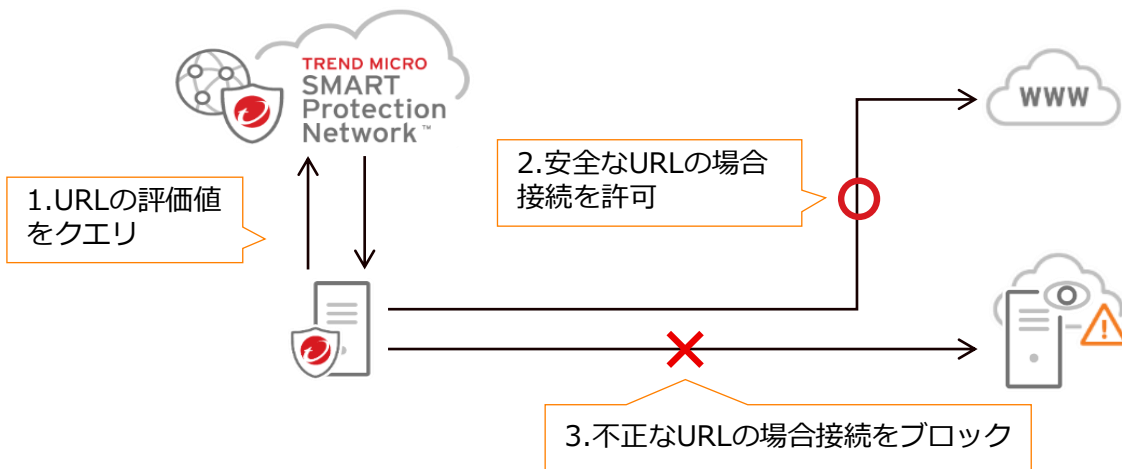 TREND MICRO
SMART
Protection
Network™
WWW
2.安全なURLの場合
接続を許可
1.URLの評価値
をクエリ
3.不正なURLの場合接続をブロック